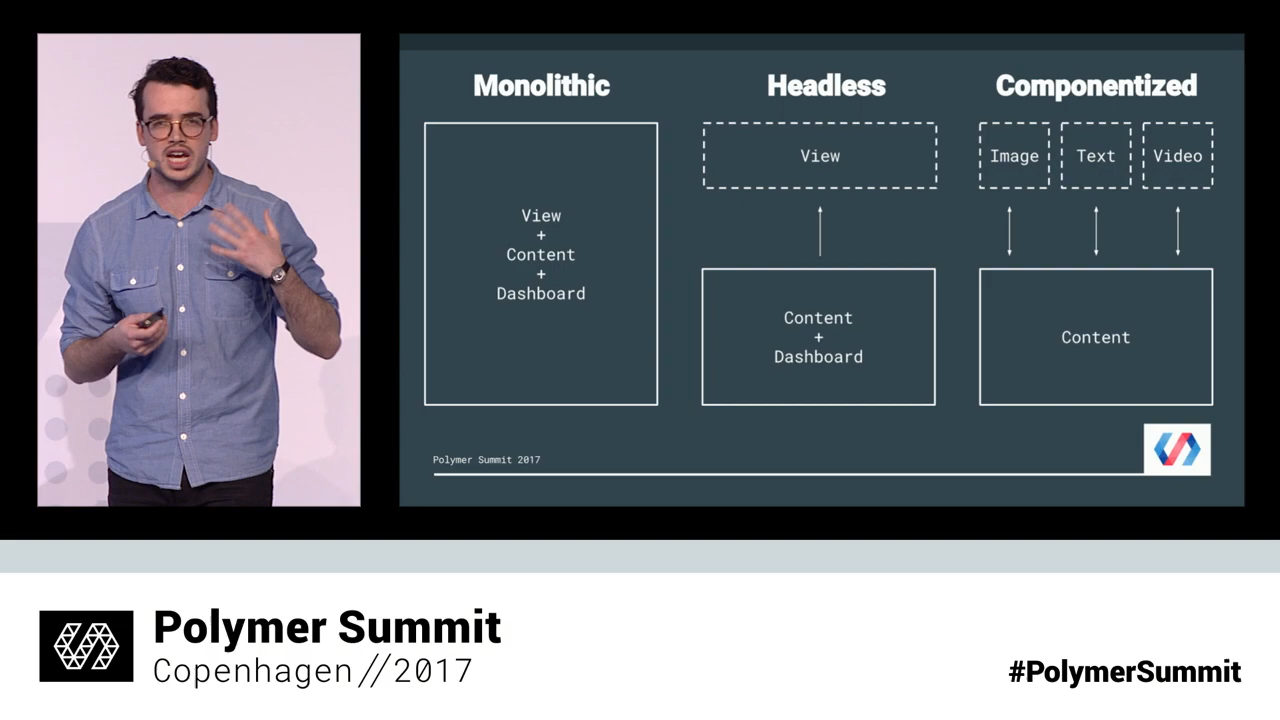 Monolithic
View
+
Content
+
Dashboard
Headless
View
Content
+
Dashboard
Componentized
Image
Text
Video
Content
Polymer Summit 2017
Polymer Summit
Copenhagen//2017
#PolymerSummit